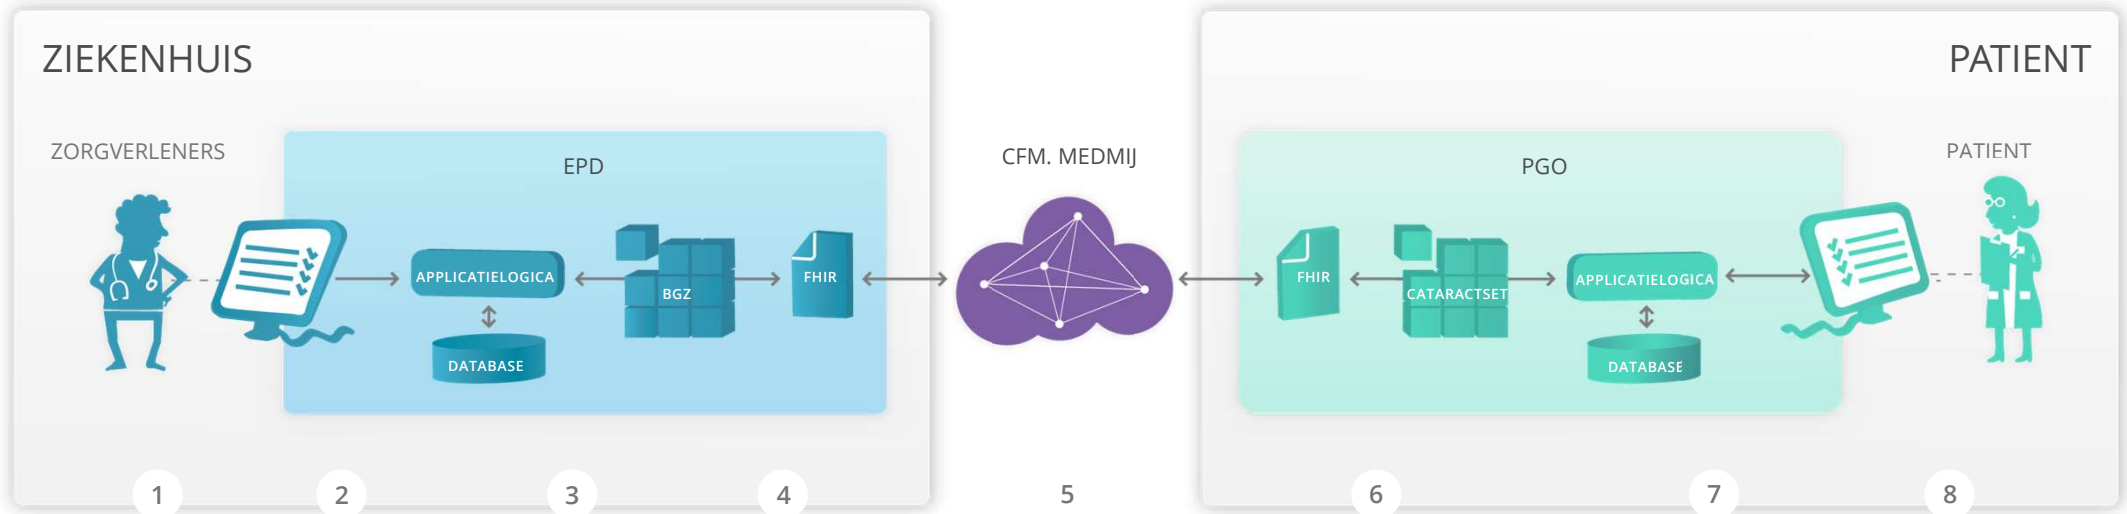 ZIEKENHUIS
PATIENT
ZORGVERLENERS
EPD
CFM. MEDMIJ
PGO
PATIENT
APPLICATIELOGICA
BGZ
FHIR
FHIR
CATARACTSET
APPLICATIELOGICA
DATABASE
DATABASE
1
2
3
4
5
6
7
8